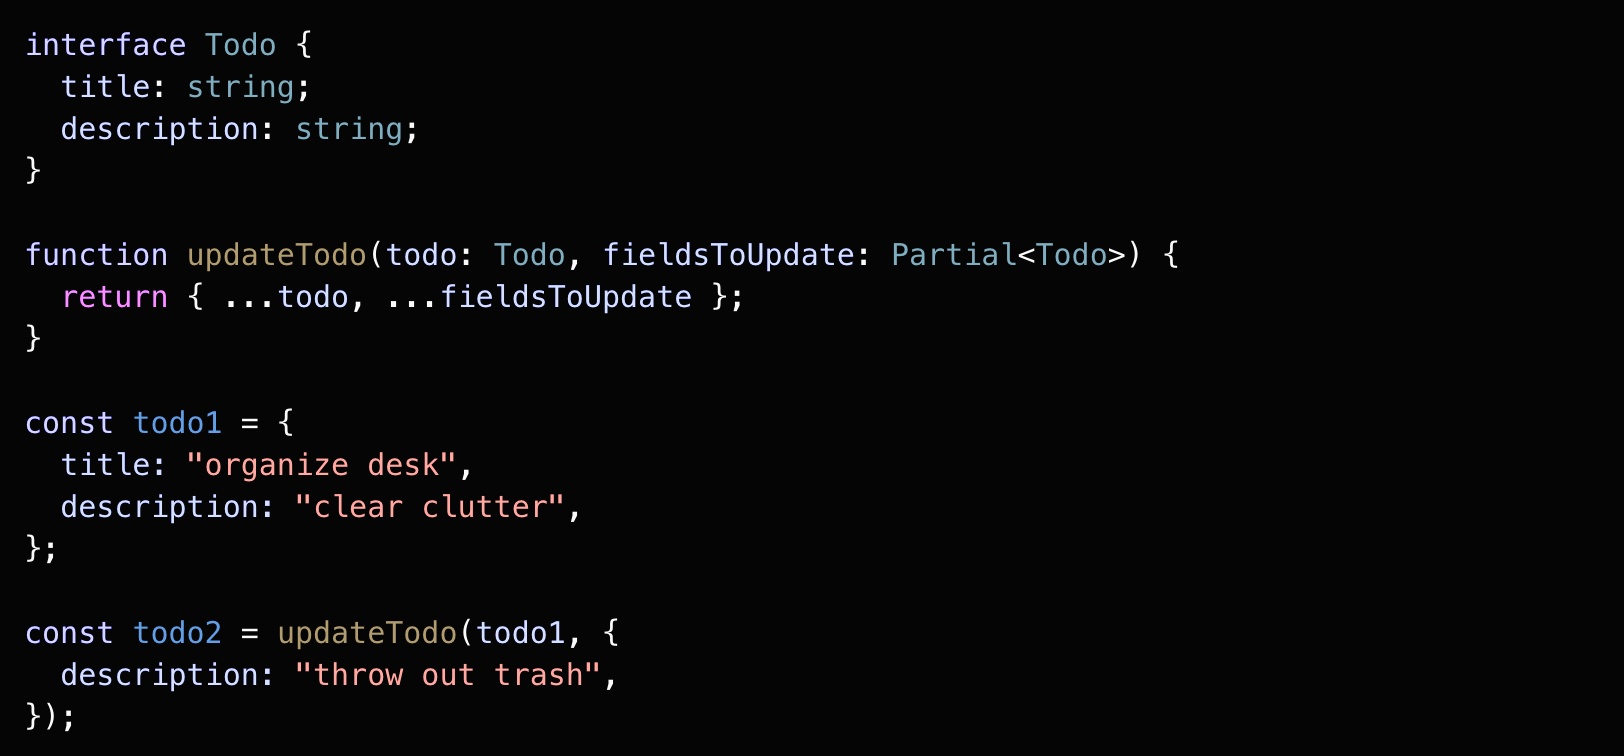 interface Todo {
  title: string;
  description: string;
}

function updateTodo(todo: Todo, fieldsToUpdate: Partial<Todo>) {
  return { ...todo, ...fieldsToUpdate };
}

const todo1 = {
  title: "organize desk",
  description: "clear clutter",
};

const todo2 = updateTodo(todo1, {
  description: "throw out trash",
});